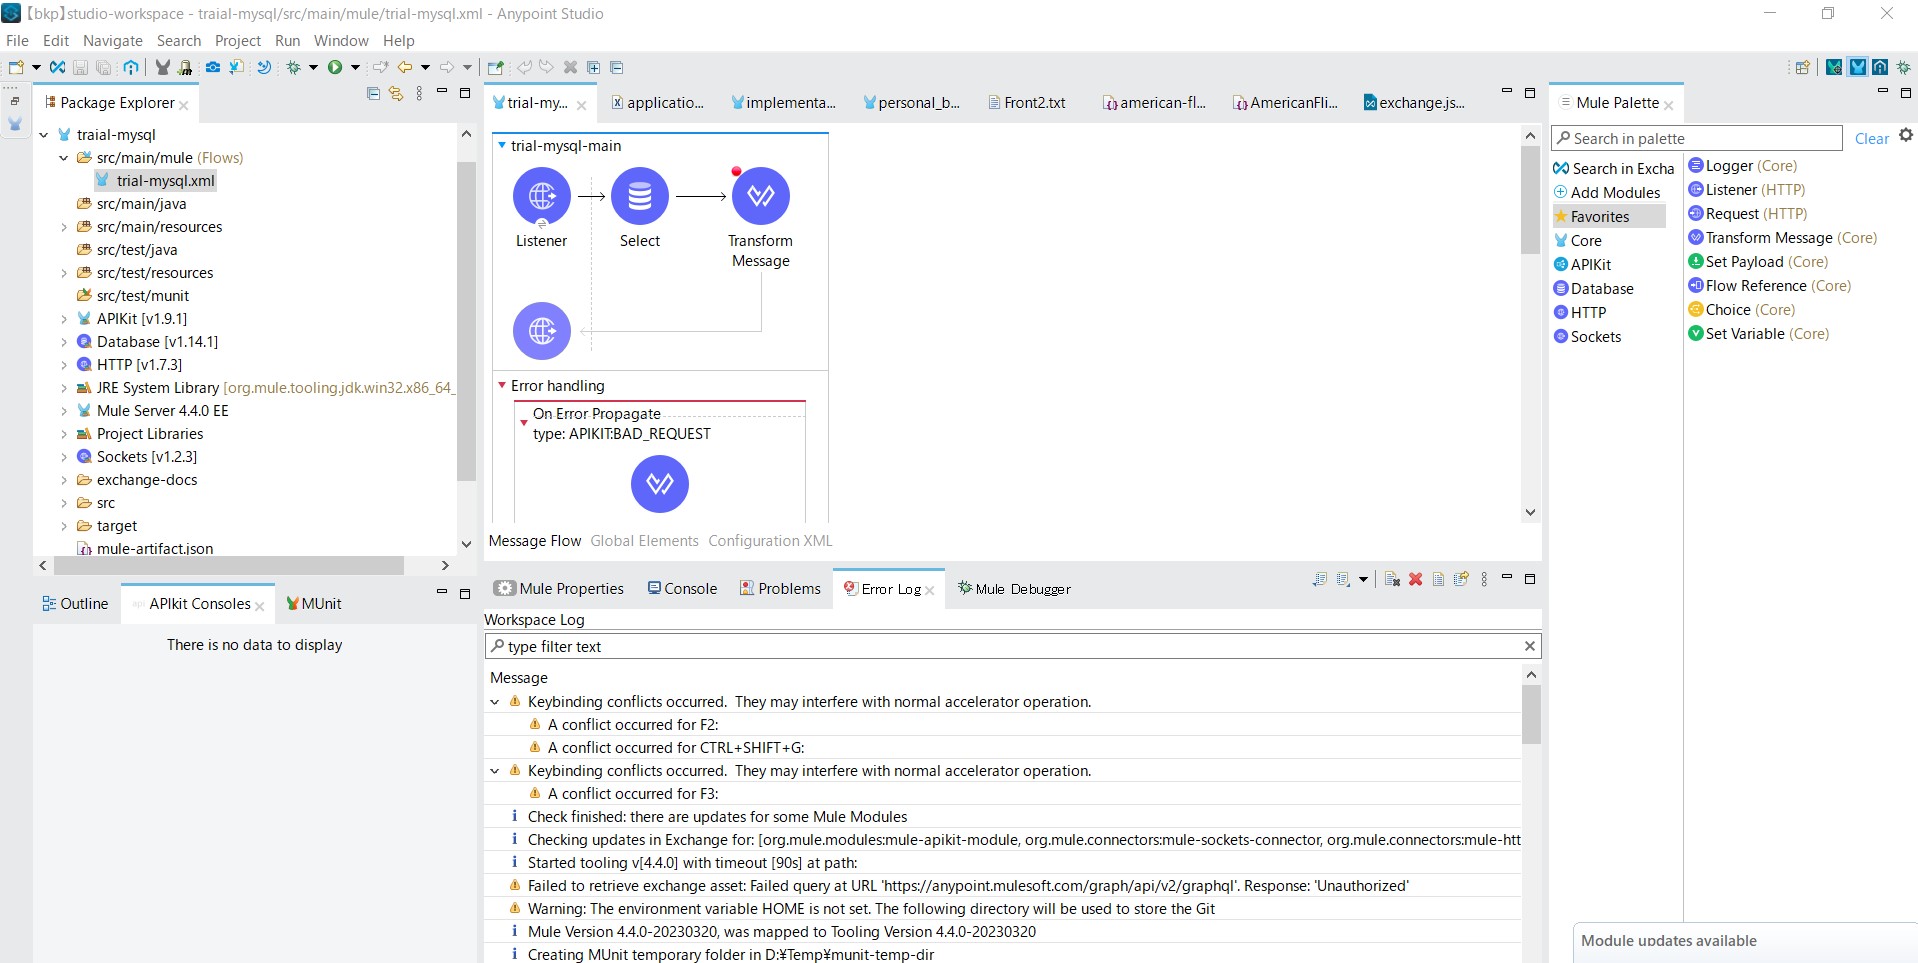 【bkp】studio-workspace - traial-mysql/src/main/mule/trial-mysql.xml - Anypoint Studio
File Edit Navigate Search Project Run Window Help
Package Explorer
traial-mysql
src/main/mule (Flows)
trial-mysql.xml
src/main/java
src/main/resources
src/test/java
src/test/resources
src/test/munit
APIKit [v1.9.1]
Database [v1.14.1]
HTTP [v1.7.3]
JRE System Library [org.mule.tooling.jdk.win32.x86_64_
Mule Server 4.4.0 EE
Project Libraries
Sockets [v1.2.3]
exchange-docs
src
target
mule-artifact.json
Outline APIkit Consoles MUnit
There is no data to display
trial-my... applicatio... implementa... personal_b... Front2.txt american-fl... AmericanFli... exchange.js...
trial-mysql-main
Listener
Select
Transform
Message
Error handling
On Error Propagate
type: APIKIT:BAD_REQUEST
Message Flow Global Elements Configuration XML
Mule Properties Console Problems Error Log Mule Debugger
Workspace Log
type filter text
Message
Keybinding conflicts occurred. They may interfere with normal accelerator operation.
A conflict occurred for F2:
A conflict occurred for CTRL+SHIFT+G:
Keybinding conflicts occurred. They may interfere with normal accelerator operation.
A conflict occurred for F3:
Check finished: there are updates for some Mule Modules
Checking updates in Exchange for: [org.mule.modules:mule-apikit-module, org.mule.connectors:mule-sockets-connector, org.mule.connectors:mule-htt
Started tooling v[4.4.0] with timeout [90s] at path:
Failed to retrieve exchange asset: Failed query at URL 'https://anypoint.mulesoft.com/graph/api/v2/graphql'. Response: 'Unauthorized'
Warning: The environment variable HOME is not set. The following directory will be used to store the Git
Mule Version 4.4.0-20230320, was mapped to Tooling Version 4.4.0-20230320
Creating MUnit temporary folder in D:¥Temp¥munit-temp-dir
Mule Palette
Search in palette
Clear
Search in Excha
Add Modules
Favorites
Core
APIKit
Database
HTTP
Sockets
Logger (Core)
Listener (HTTP)
Request (HTTP)
Transform Message (Core)
Set Payload (Core)
Flow Reference (Core)
Choice (Core)
Set Variable (Core)
Module updates available